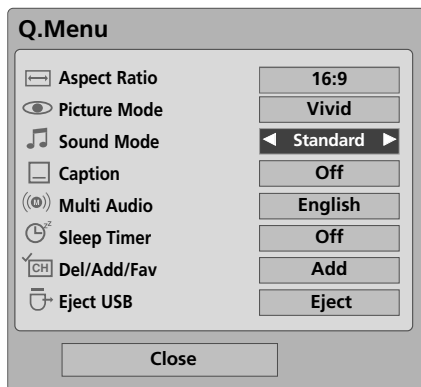 Q.Menu
Aspect Ratio 16:9
Picture Mode Vivid
Sound Mode ◀ Standard ▶
Caption Off
Multi Audio English
Sleep Timer Off
CH Del/Add/Fav Add
Eject USB Eject
Close